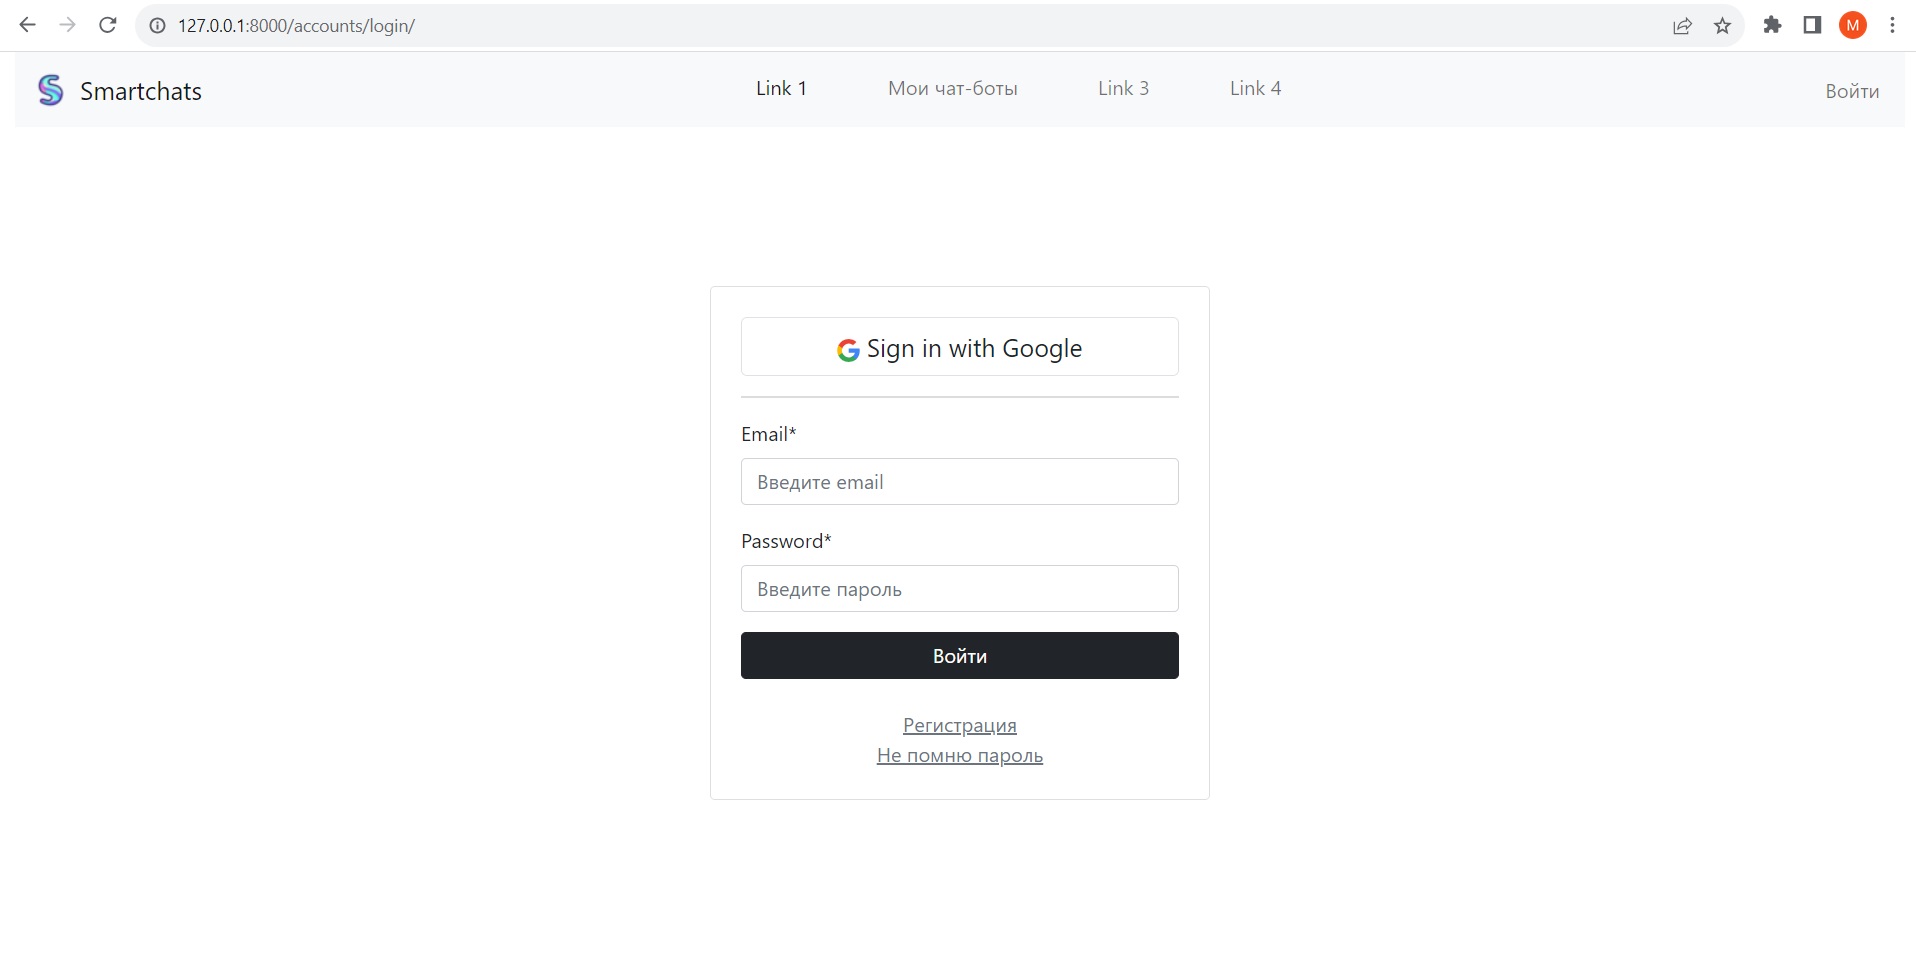 127.0.0.1:8000/accounts/login/
M
Smartchats
Link 1
Мои чат-боты
Link 3
Link 4
Войти
Sign in with Google
Email*
Введите email
Password*
Введите пароль
Войти
Регистрация
Не помню пароль